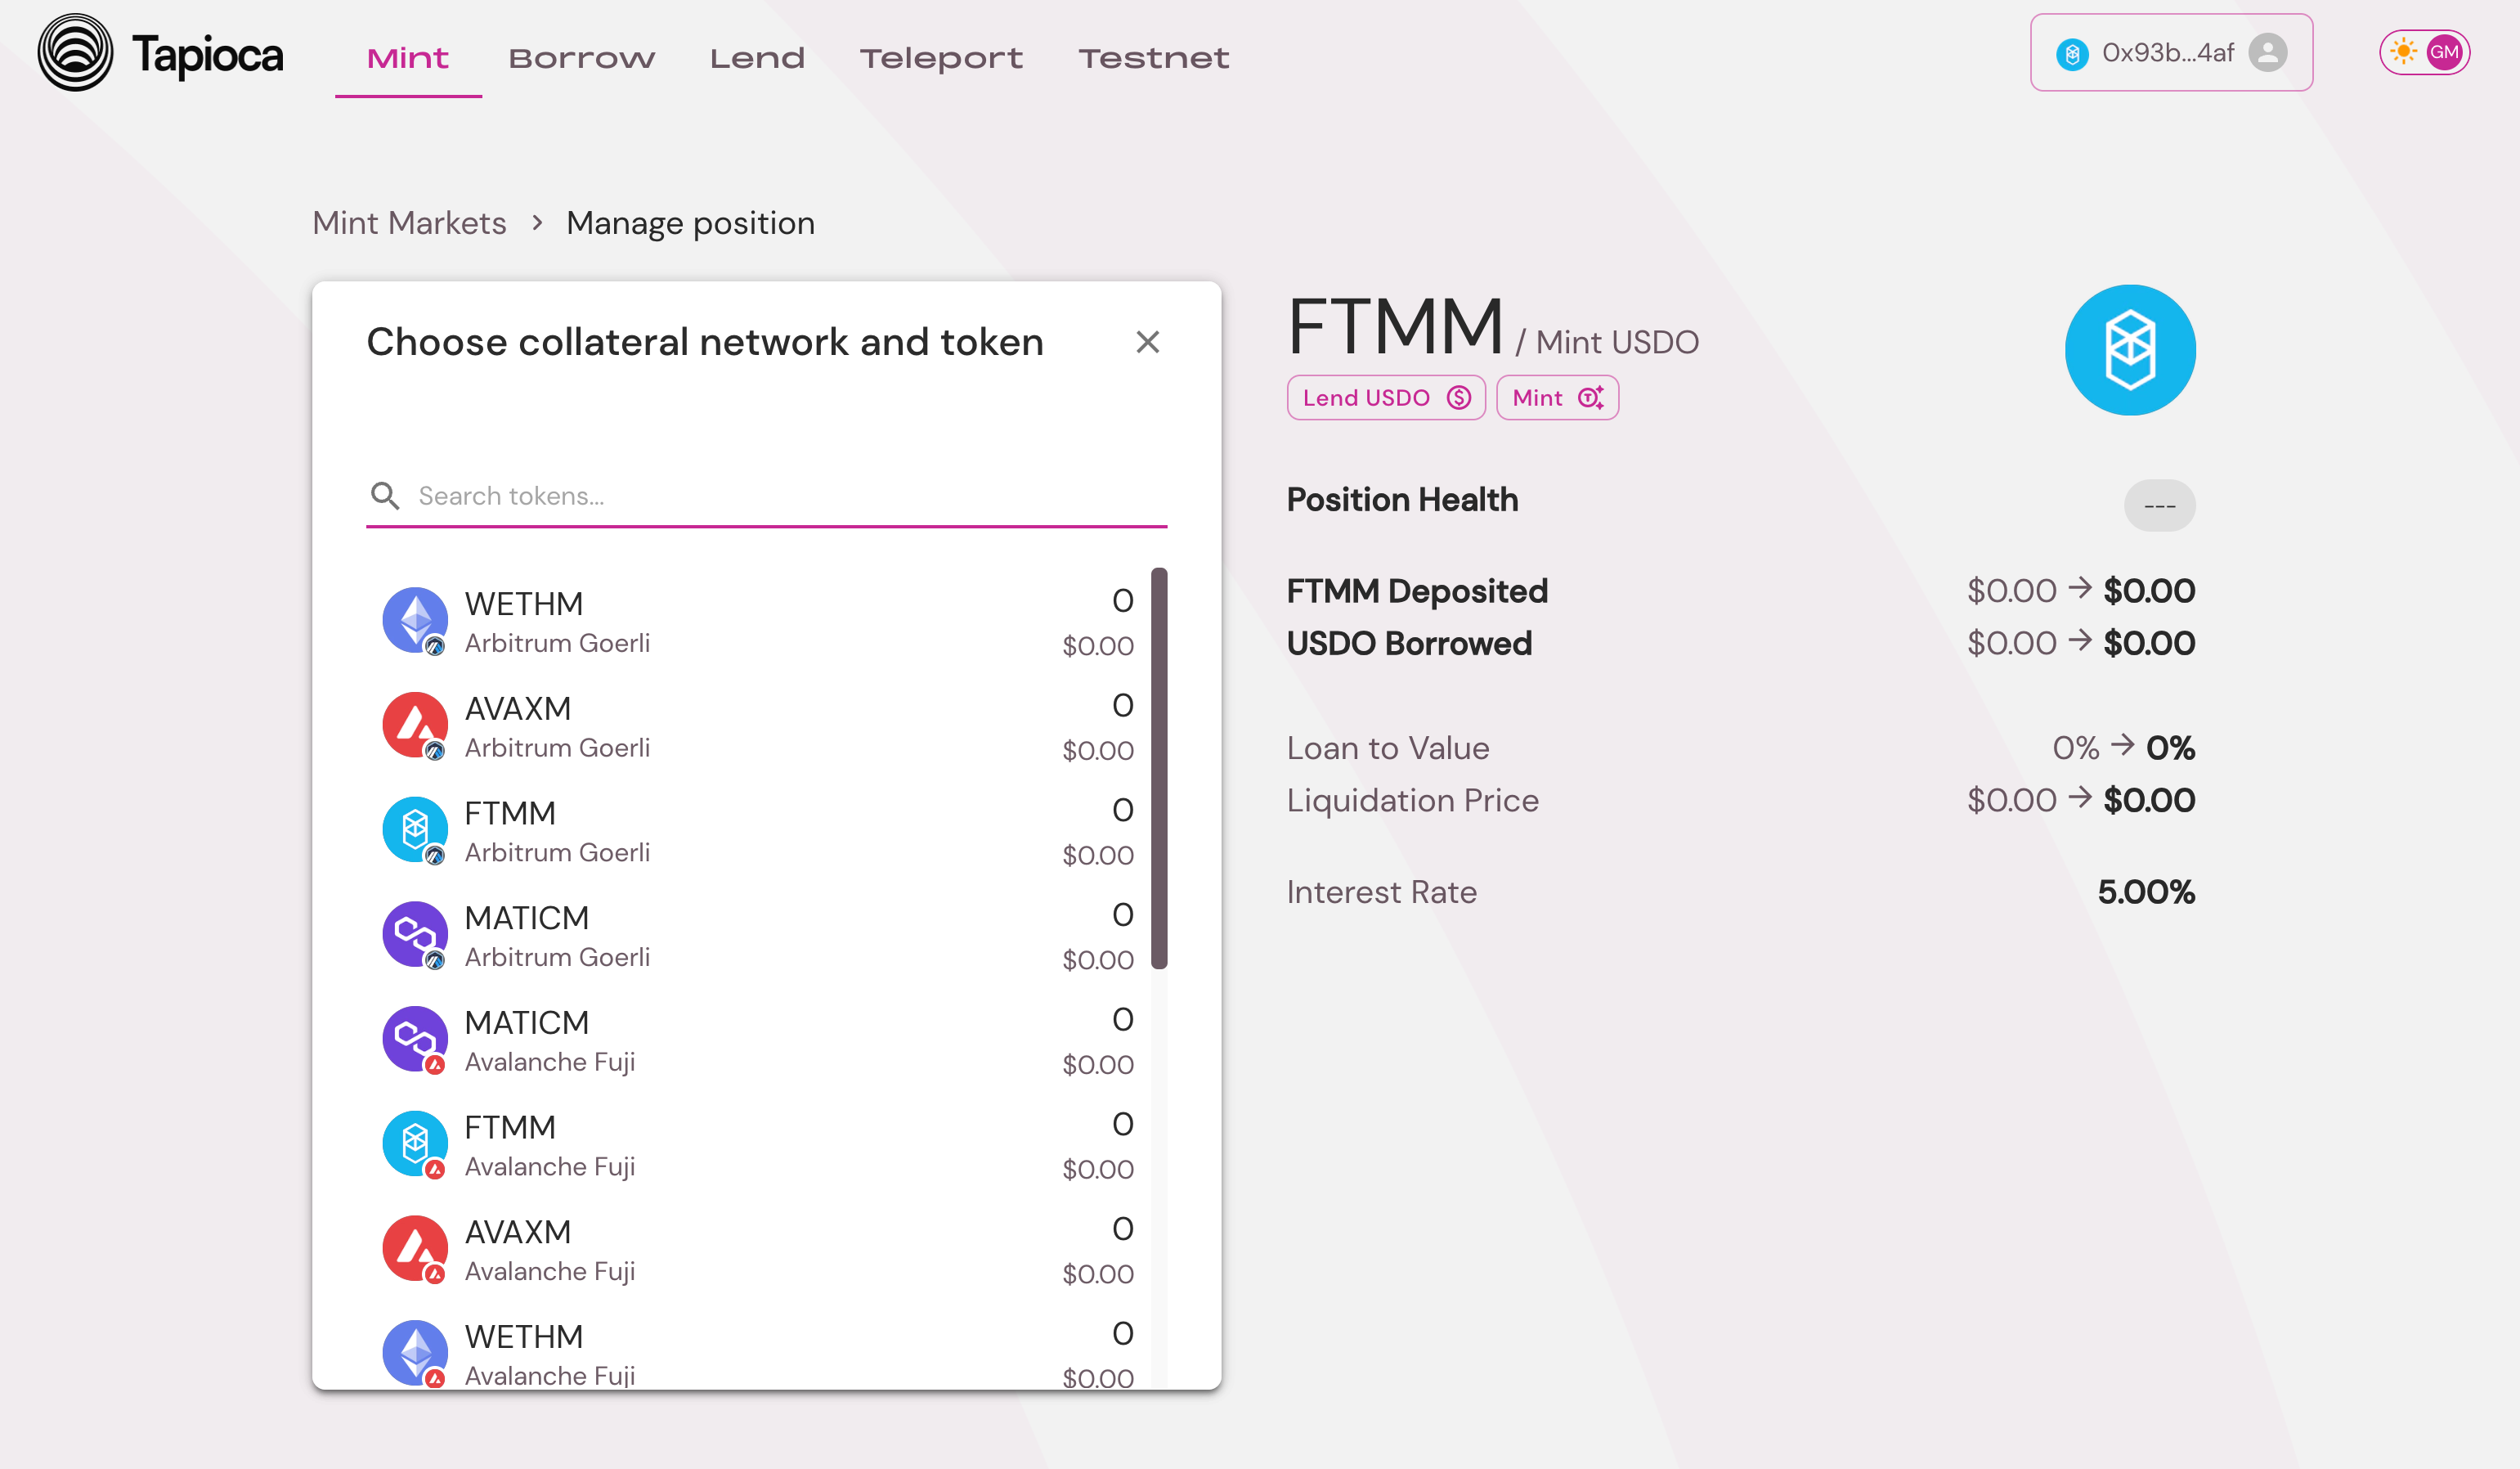 Tapioca
Mint Borrow Lend Teleport Testnet
0x93b...4af
GM
Mint Markets > Manage position
Choose collateral network and token
Search tokens...
WETHM 0
Arbitrum Goerli $0.00
AVAXM 0
Arbitrum Goerli $0.00
FTMM 0
Arbitrum Goerli $0.00
MATICM 0
Arbitrum Goerli $0.00
MATICM 0
Avalanche Fuji $0.00
FTMM 0
Avalanche Fuji $0.00
AVAXM 0
Avalanche Fuji $0.00
WETHM 0
Avalanche Fuji $0.00
FTMM / Mint USDO
Lend USDO Mint
Position Health ---
FTMM Deposited $0.00 → $0.00
USDO Borrowed $0.00 → $0.00
Loan to Value 0% → 0%
Liquidation Price $0.00 → $0.00
Interest Rate 5.00%